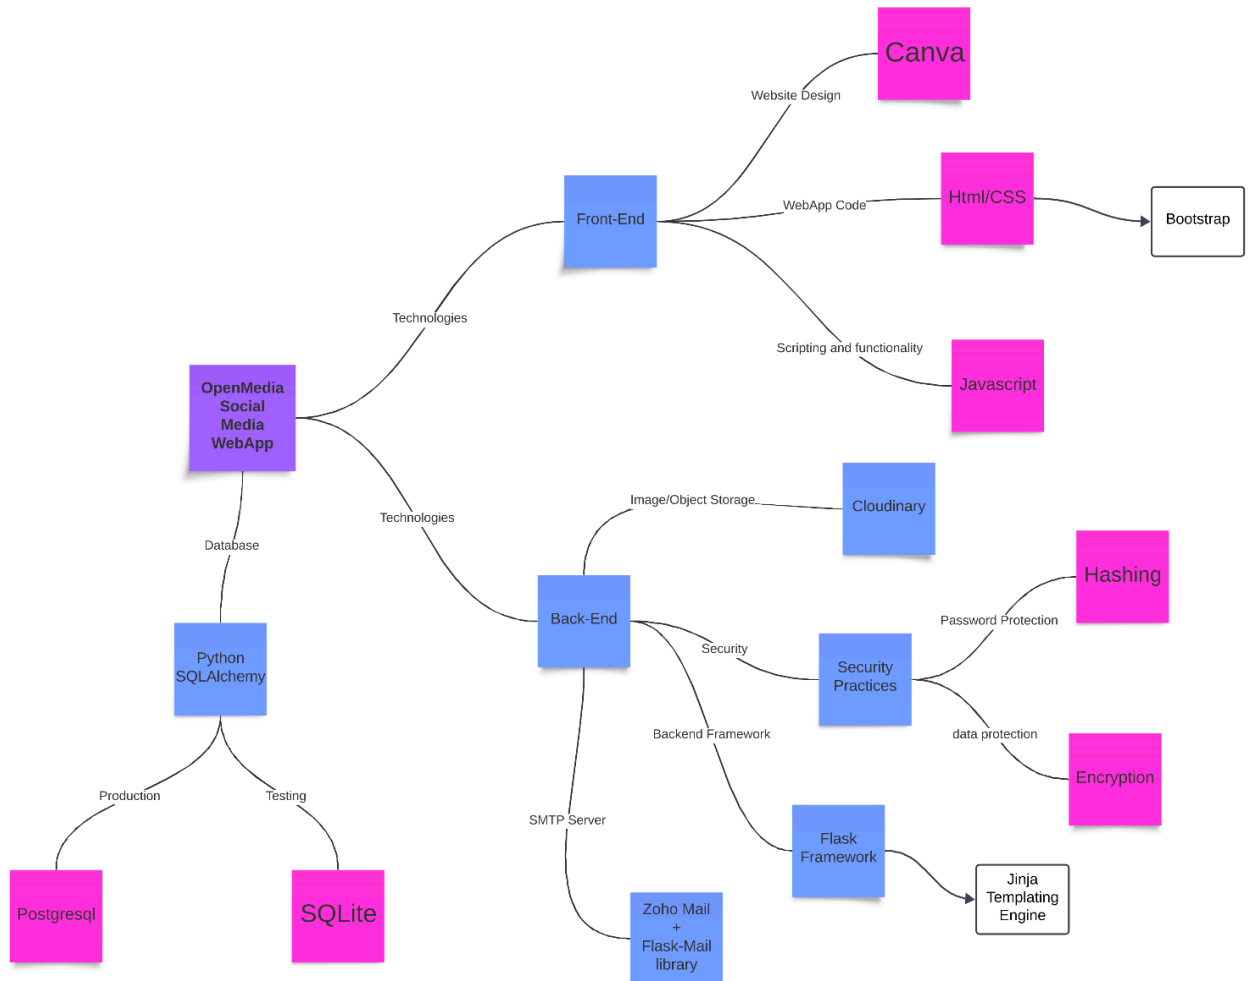 Canva
Website Design
Html/CSS
WebApp Code
Bootstrap
Front-End
Technologies
Scripting and functionality
Javascript
OpenMedia
Social
Media
WebApp
Technologies
Image/Object Storage
Cloudinary
Database
Hashing
Back-End
Password Protection
Security
Security
Practices
Python
SQLAlchemy
Backend Framework
data protection
Encryption
Production
Testing
SMTP Server
Flask
Framework
Jinja
Templating
Engine
Postgresql
SQLite
Zoho Mail
+
Flask-Mail
library